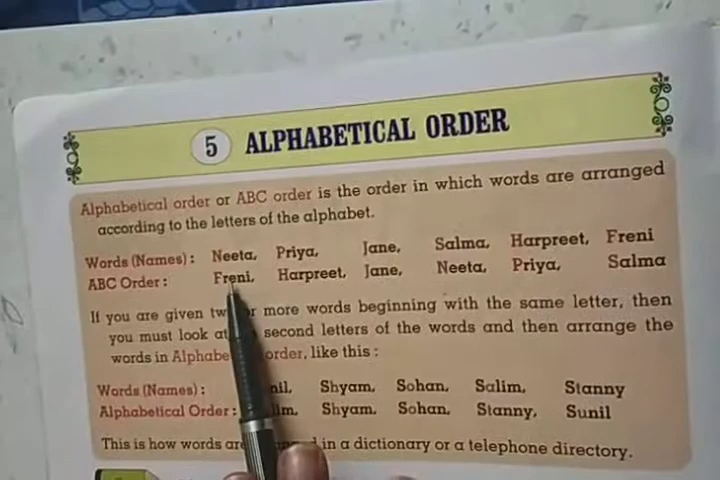 5 ALPHABETICAL ORDER
Alphabetical order or ABC order is the order in which words are arranged
according to the letters of the alphabet.
Words (Names) : Neeta, Priya, Jane, Salma, Harpreet, Freni
ABC Order : Freni, Harpreet, Jane, Neeta, Priya, Salma
If you are given two or more words beginning with the same letter, then
you must look at second letters of the words and then arrange the
words in order, like this :
Words (Names) : Shyam, Sohan, Salim, Stanny
Alphabetical Order : Shyam, Sohan, Stanny, Sunil
This is how words are in a dictionary or a telephone directory.